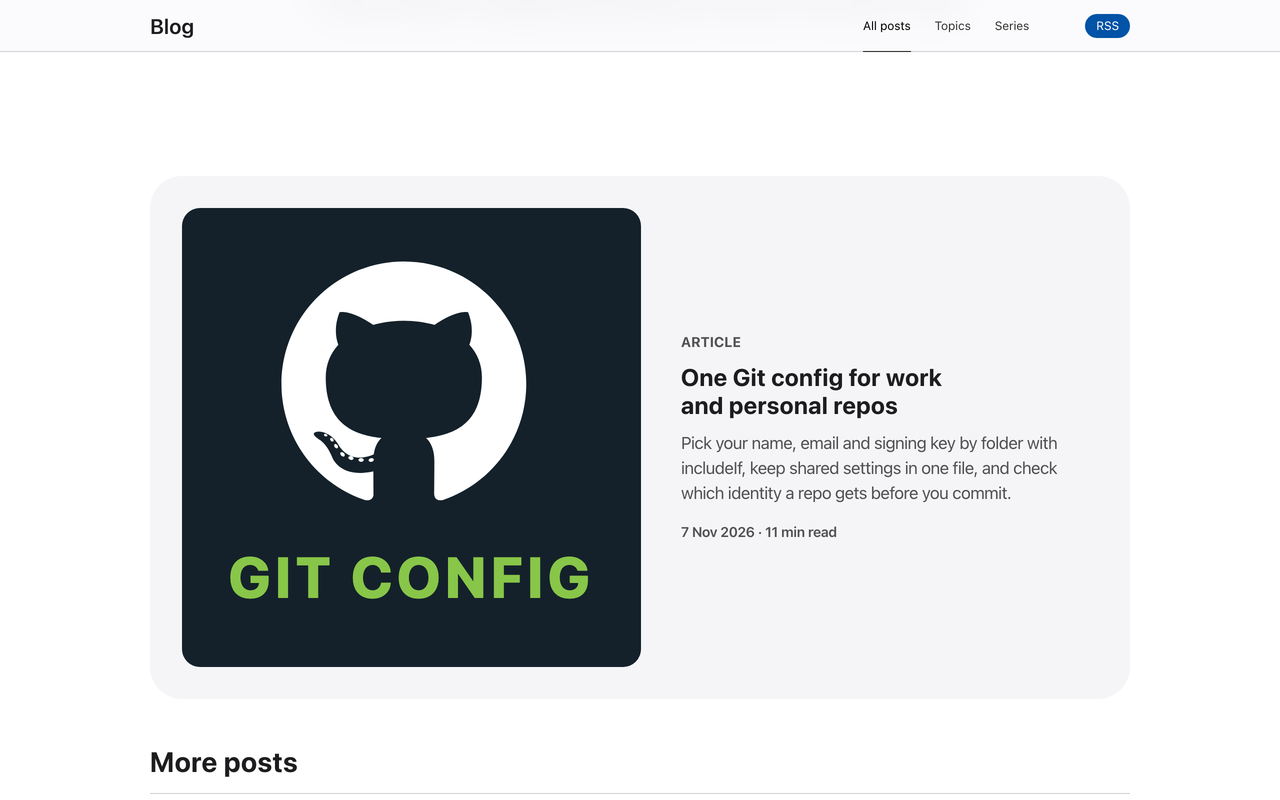 Blog
All posts
Topics
Series
RSS
GIT CONFIG
ARTICLE
One Git config for work
and personal repos
Pick your name, email and signing key by folder with
includeIf, keep shared settings in one file, and check
which identity a repo gets before you commit.
7 Nov 2026 · 11 min read
More posts